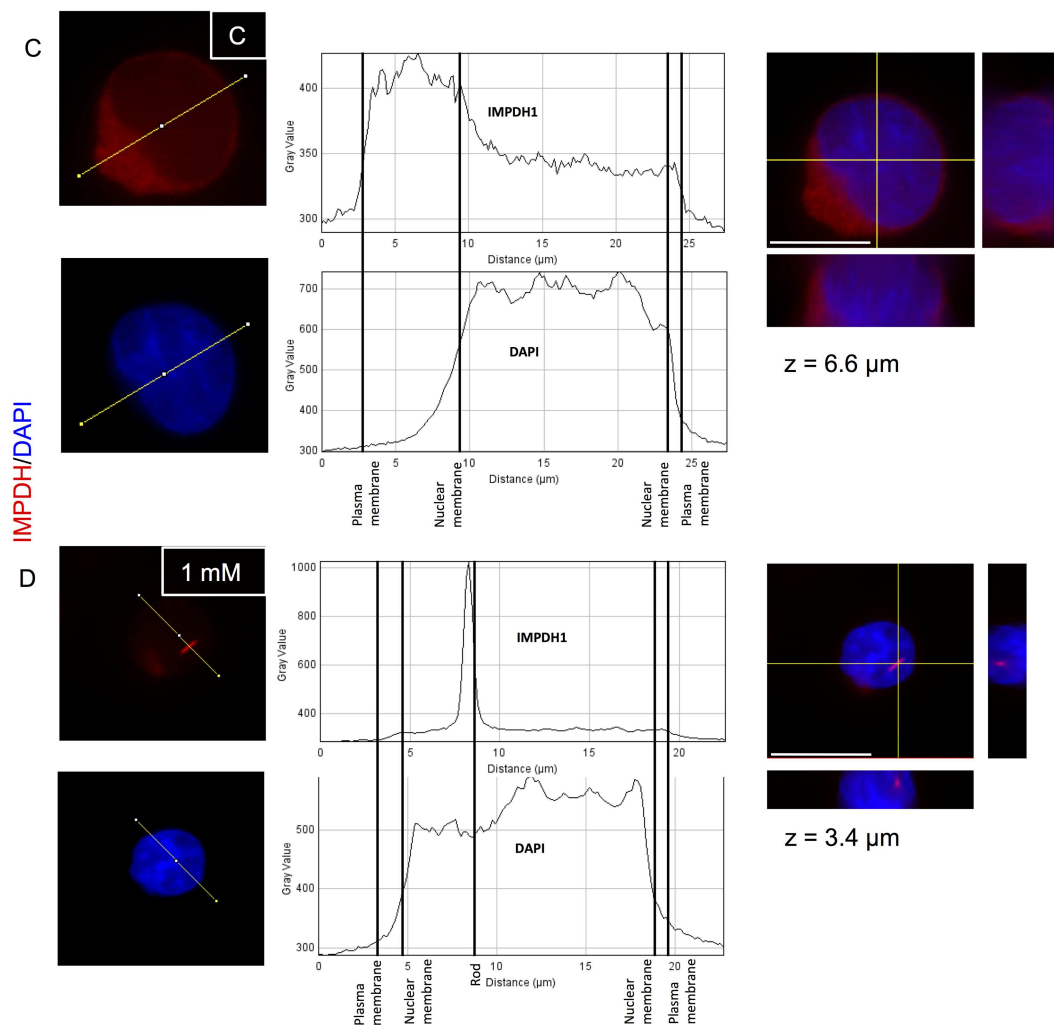 C
C
IMPDH/DAPI
Gray Value
400
350
300
IMPDH1
0 5 10 15 20 25
Distance (µm)
Gray Value
700
600
500
400
300
DAPI
0 5 10 15 20 25
Distance (µm)
Plasma
membrane
Nuclear
membrane
Nuclear
membrane
Plasma
membrane
z = 6.6 µm
D
1 mM
Gray Value
1000
800
600
400
IMPDH1
0 5 10 15 20
Distance (µm)
Gray Value
500
400
300
DAPI
0 5 10 15 20
Distance (µm)
Plasma
membrane
Nuclear
membrane
Rod
Nuclear
membrane
Plasma
membrane
z = 3.4 µm